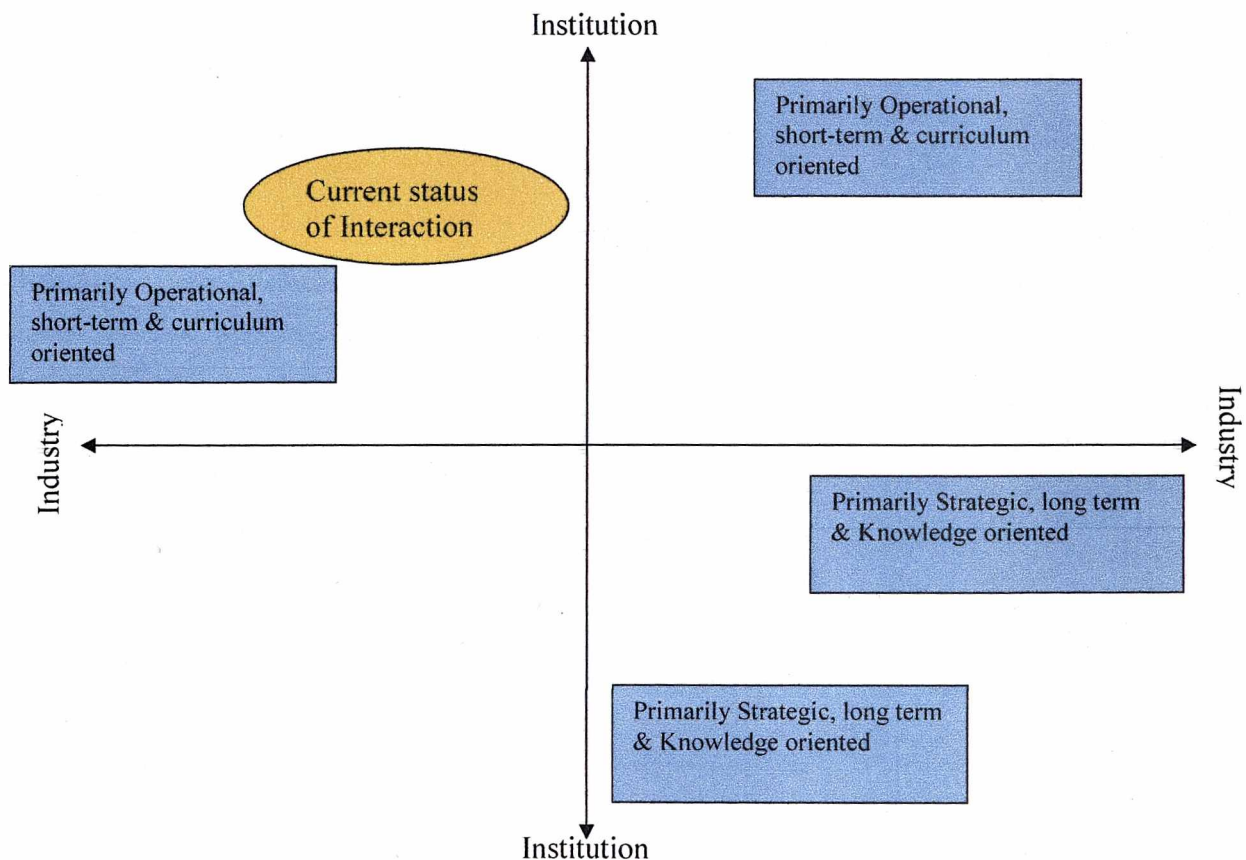 Institution
Primarily Operational,
short-term & curriculum
oriented
Current status
of Interaction
Primarily Operational,
short-term & curriculum
oriented
Industry
Industry
Primarily Strategic, long term
& Knowledge oriented
Primarily Strategic, long term
& Knowledge oriented
Institution